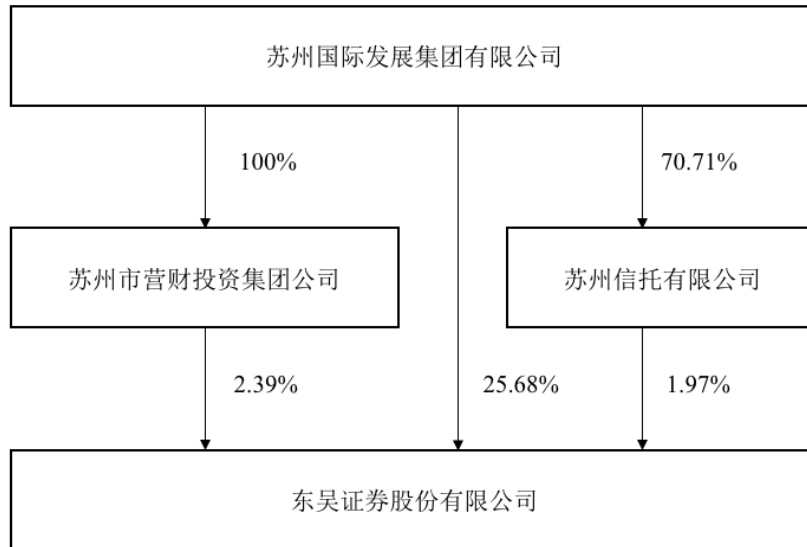 苏州国际发展集团有限公司
100%
70.71%
苏州市营财投资集团公司
苏州信托有限公司
2.39%
25.68%
1.97%
东吴证券股份有限公司